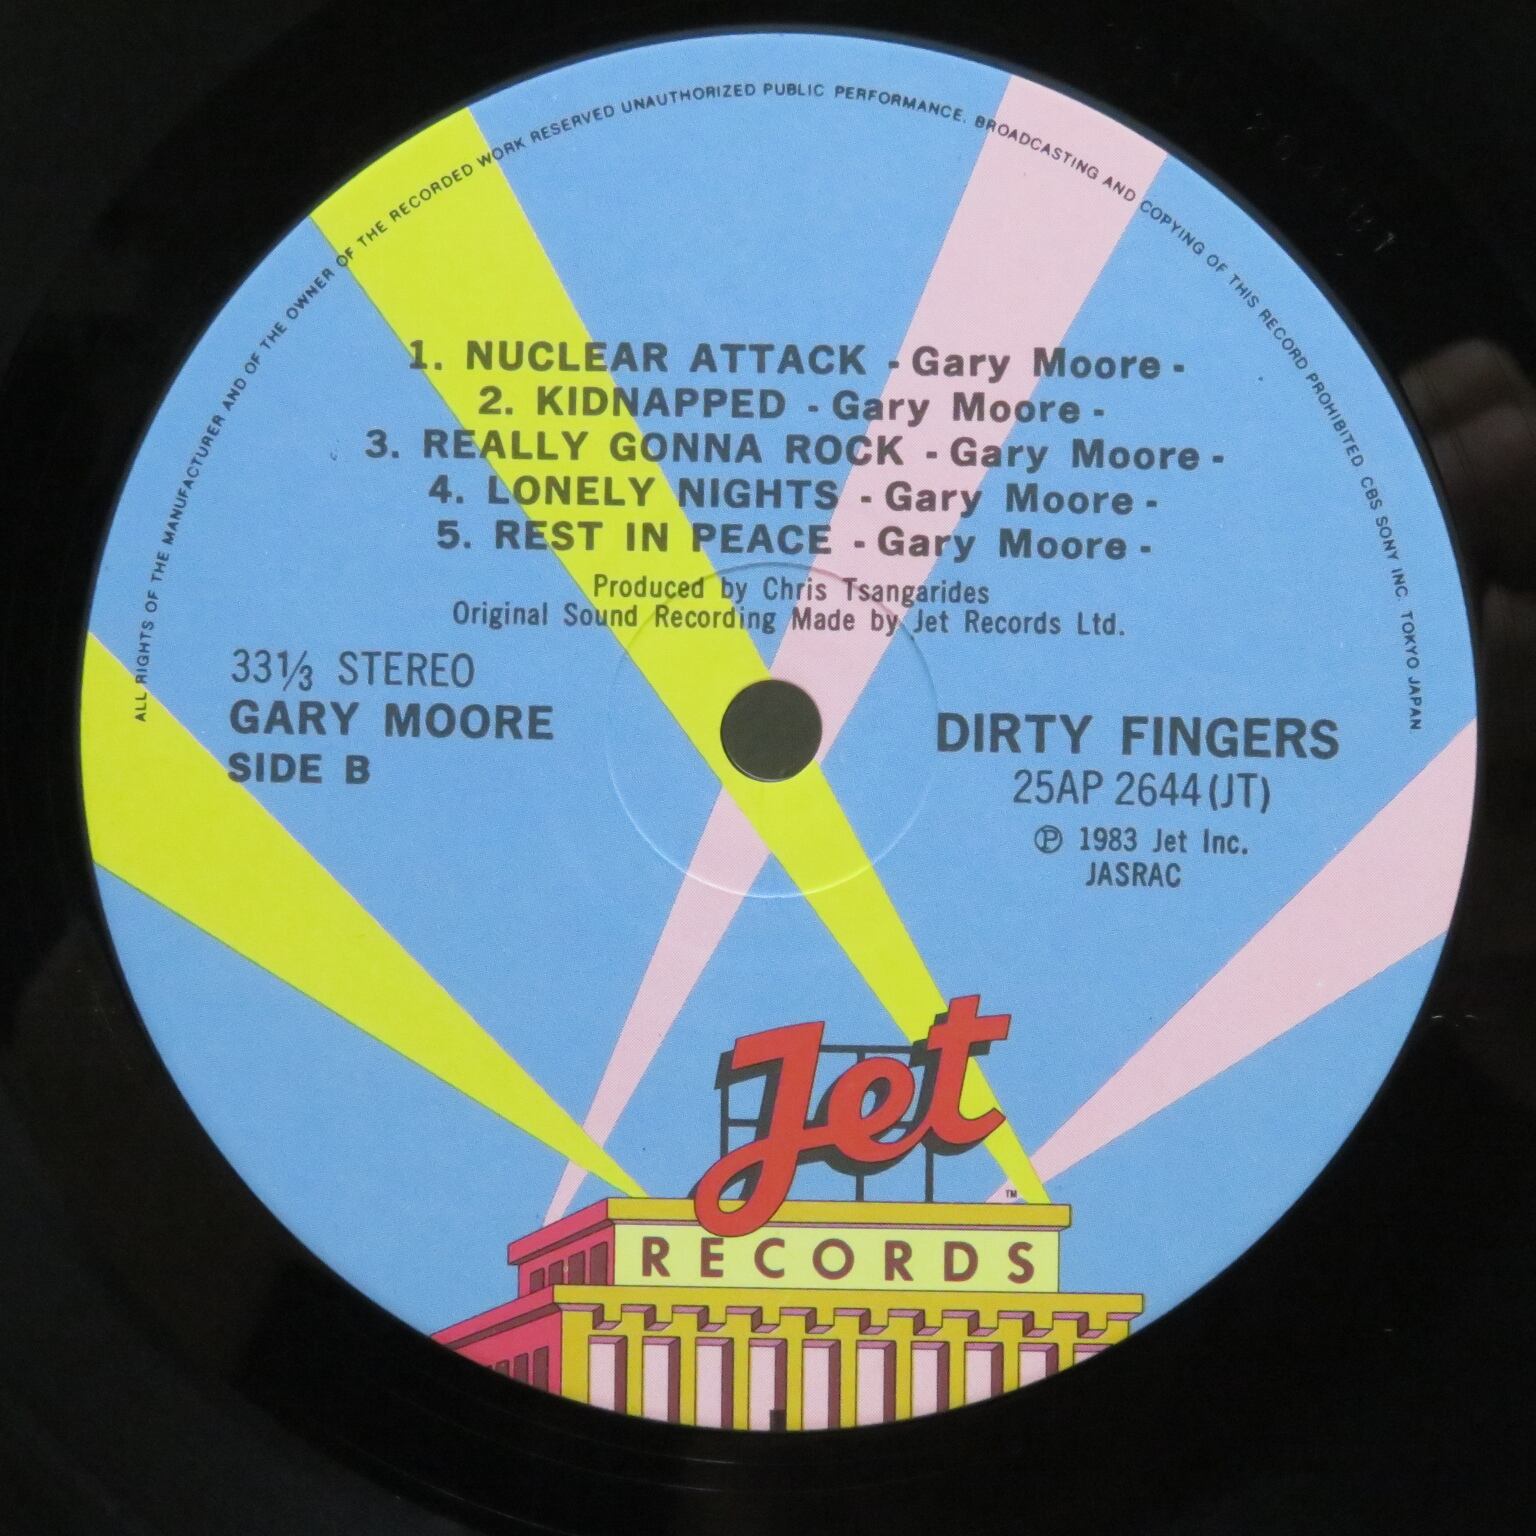 ALL RIGHTS OF THE MANUFACTURER AND OF THE OWNER OF THE RECORDED WORK RESERVED UNAUTHORIZED PUBLIC PERFORMANCE. BROADCASTING AND COPYING OF THIS RECORD PROHIBITED CBS SONY INC. TOKYO JAPAN
1. NUCLEAR ATTACK - Gary Moore -
2. KIDNAPPED - Gary Moore -
3. REALLY GONNA ROCK - Gary Moore -
4. LONELY NIGHTS - Gary Moore -
5. REST IN PEACE - Gary Moore -
Produced by Chris Tsangarides
Original Sound Recording Made by Jet Records Ltd.
33⅓ STEREO
GARY MOORE
SIDE B
DIRTY FINGERS
25AP 2644(JT)
℗ 1983 Jet Inc.
JASRAC
Jet
TM
RECORDS